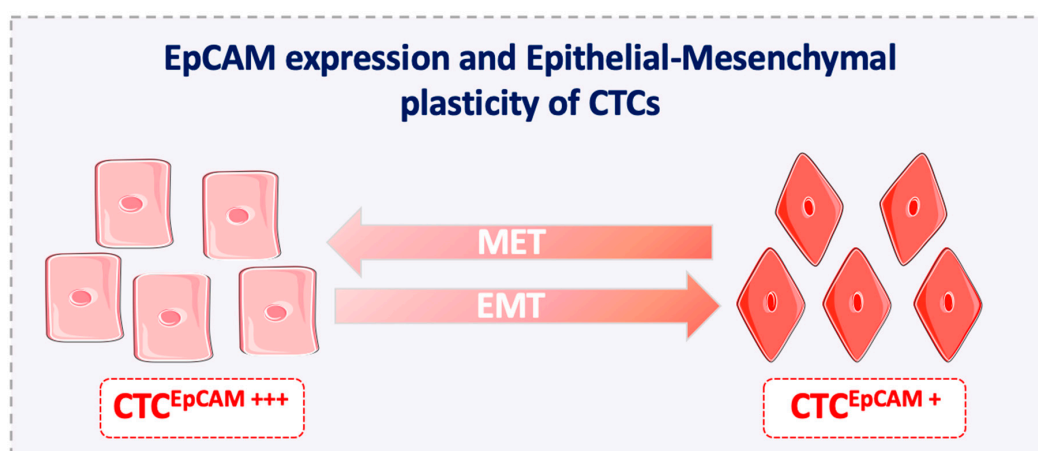 EpCAM expression and Epithelial-Mesenchymal
plasticity of CTCs
MET
EMT
CTCEpCAM +++
CTCEpCAM +